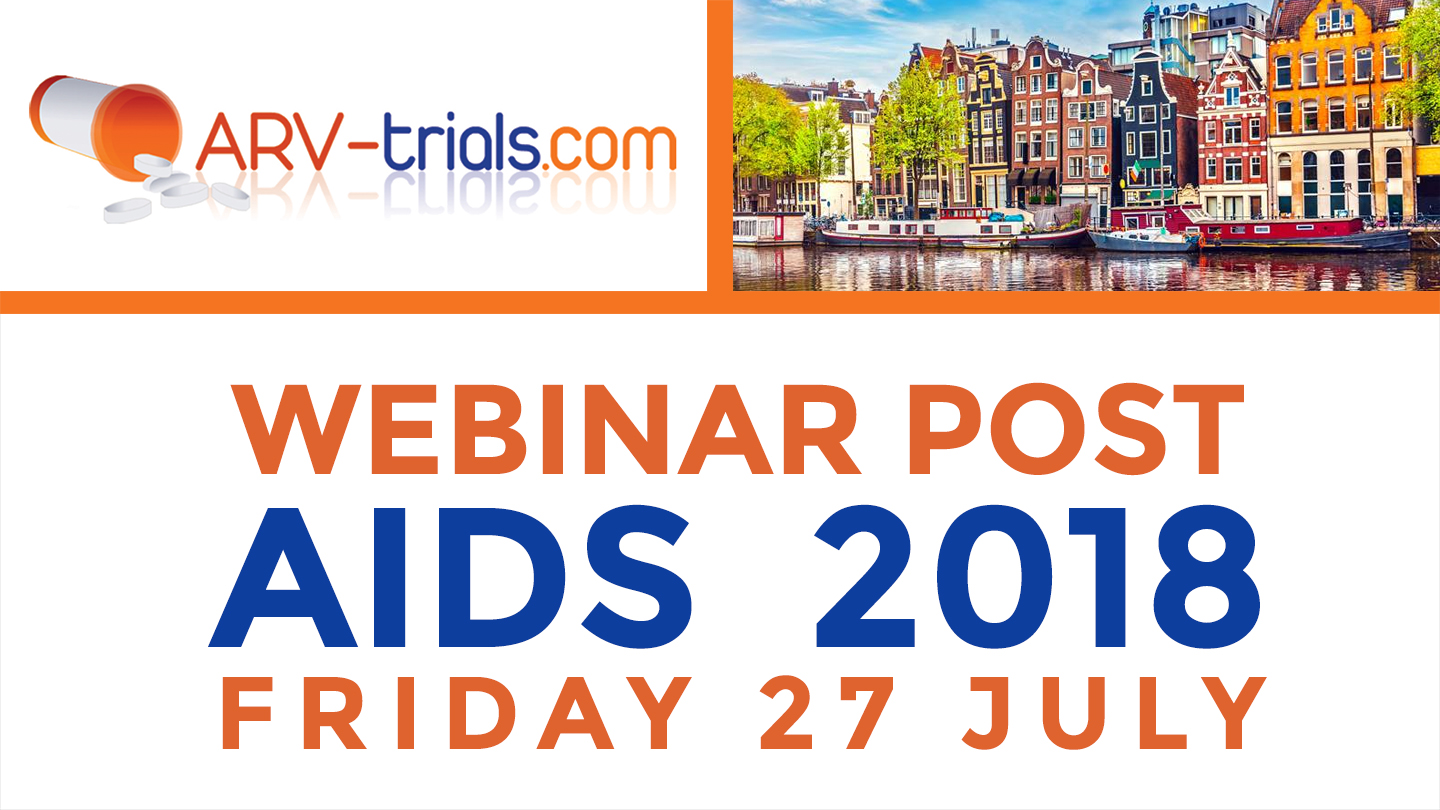 ARV-trials.com
WEBINAR POST
AIDS 2018
FRIDAY 27 JULY